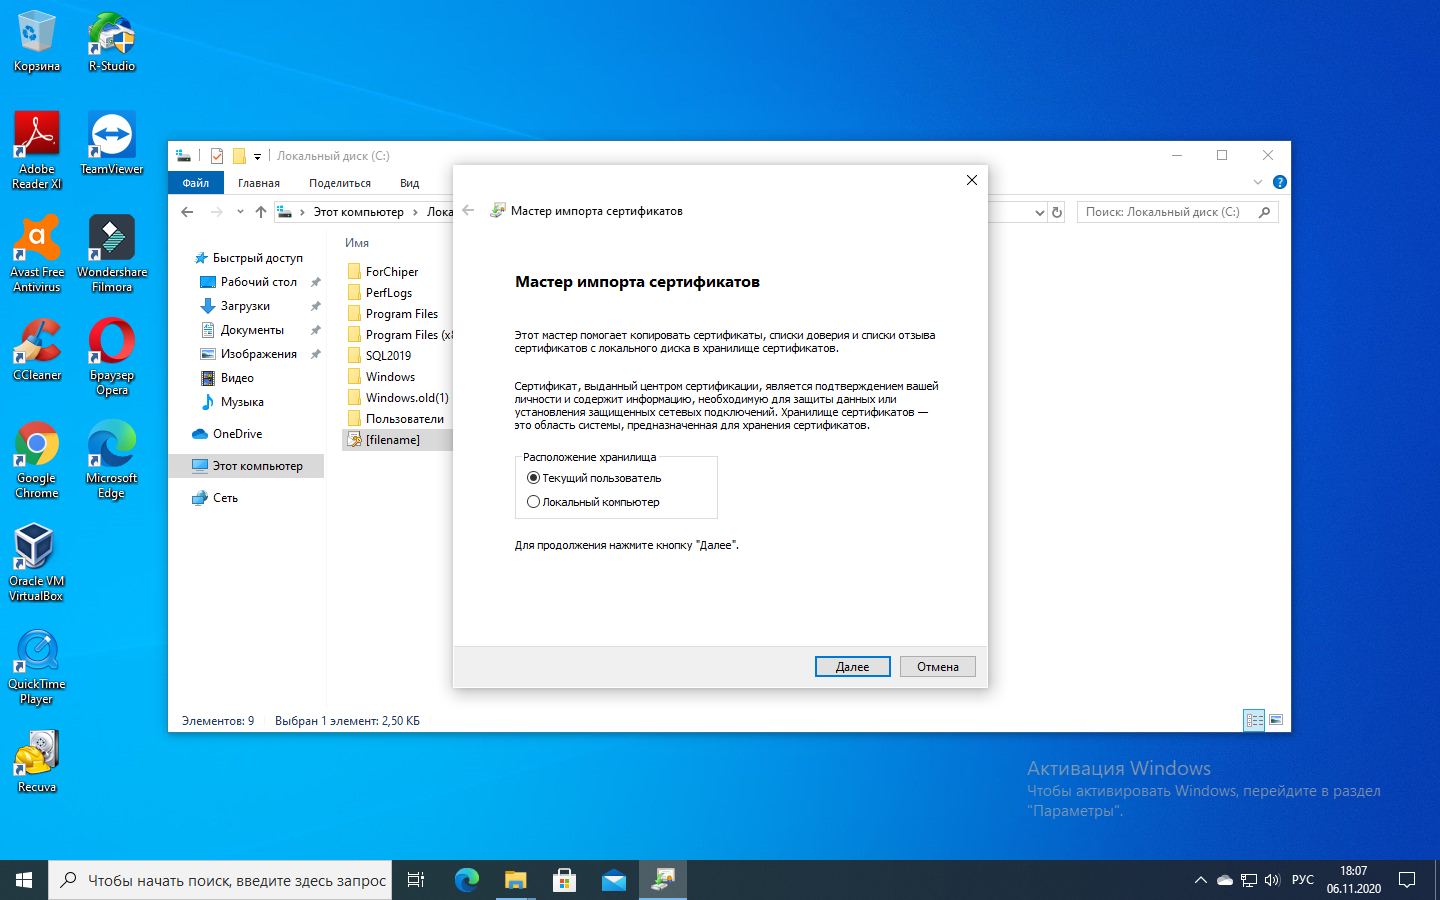 Корзина
R-Studio
Adobe
Reader XI
TeamViewer
Avast Free
Antivirus
Wondershare
Filmora
CCleaner
Браузер
Opera
Google
Chrome
Microsoft
Edge
Oracle VM
VirtualBox
QuickTime
Player
Recuva
Локальный диск (C:)
Файл
Главная
Поделиться
Вид
Этот компьютер
Лока
Поиск: Локальный диск (C:)
Быстрый доступ
Рабочий стол
Загрузки
Документы
Изображения
Видео
Музыка
OneDrive
Этот компьютер
Сеть
Имя
ForChiper
PerfLogs
Program Files
Program Files (x8
SQL2019
Windows
Windows.old(1)
Пользователи
[filename]
Элементов: 9
Выбран 1 элемент: 2,50 КБ
Мастер импорта сертификатов
Мастер импорта сертификатов
Этот мастер помогает копировать сертификаты, списки доверия и списки отзыва
сертификатов с локального диска в хранилище сертификатов.
Сертификат, выданный центром сертификации, является подтверждением вашей
личности и содержит информацию, необходимую для защиты данных или
установления защищенных сетевых подключений. Хранилище сертификатов —
это область системы, предназначенная для хранения сертификатов.
Расположение хранилища
Текущий пользователь
Локальный компьютер
Для продолжения нажмите кнопку "Далее".
Далее
Отмена
Активация Windows
Чтобы активировать Windows, перейдите в раздел
"Параметры".
Чтобы начать поиск, введите здесь запрос
РУС
18:07
06.11.2020